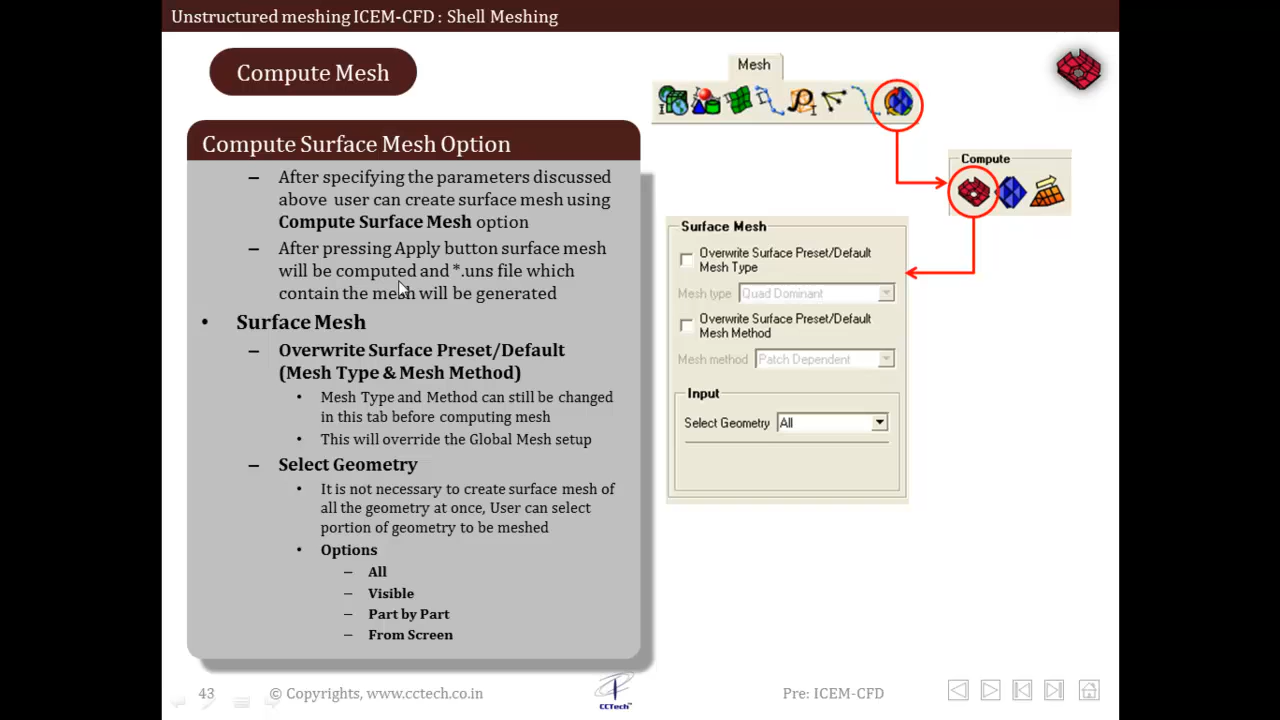 Unstructured meshing ICEM-CFD : Shell Meshing
Compute Mesh
Compute Surface Mesh Option
– After specifying the parameters discussed
above user can create surface mesh using
Compute Surface Mesh option
– After pressing Apply button surface mesh
will be computed and *.uns file which
contain the mesh will be generated
• Surface Mesh
– Overwrite Surface Preset/Default
(Mesh Type & Mesh Method)
• Mesh Type and Method can still be changed
in this tab before computing mesh
• This will override the Global Mesh setup
– Select Geometry
• It is not necessary to create surface mesh of
all the geometry at once, User can select
portion of geometry to be meshed
• Options
– All
– Visible
– Part by Part
– From Screen
Mesh
Compute
Surface Mesh
Overwrite Surface Preset/Default
Mesh Type
Mesh type Quad Dominant
Overwrite Surface Preset/Default
Mesh Method
Mesh method Patch Dependent
Input
Select Geometry All
43 © Copyrights, www.cctech.co.in
CCTech™
Pre: ICEM-CFD